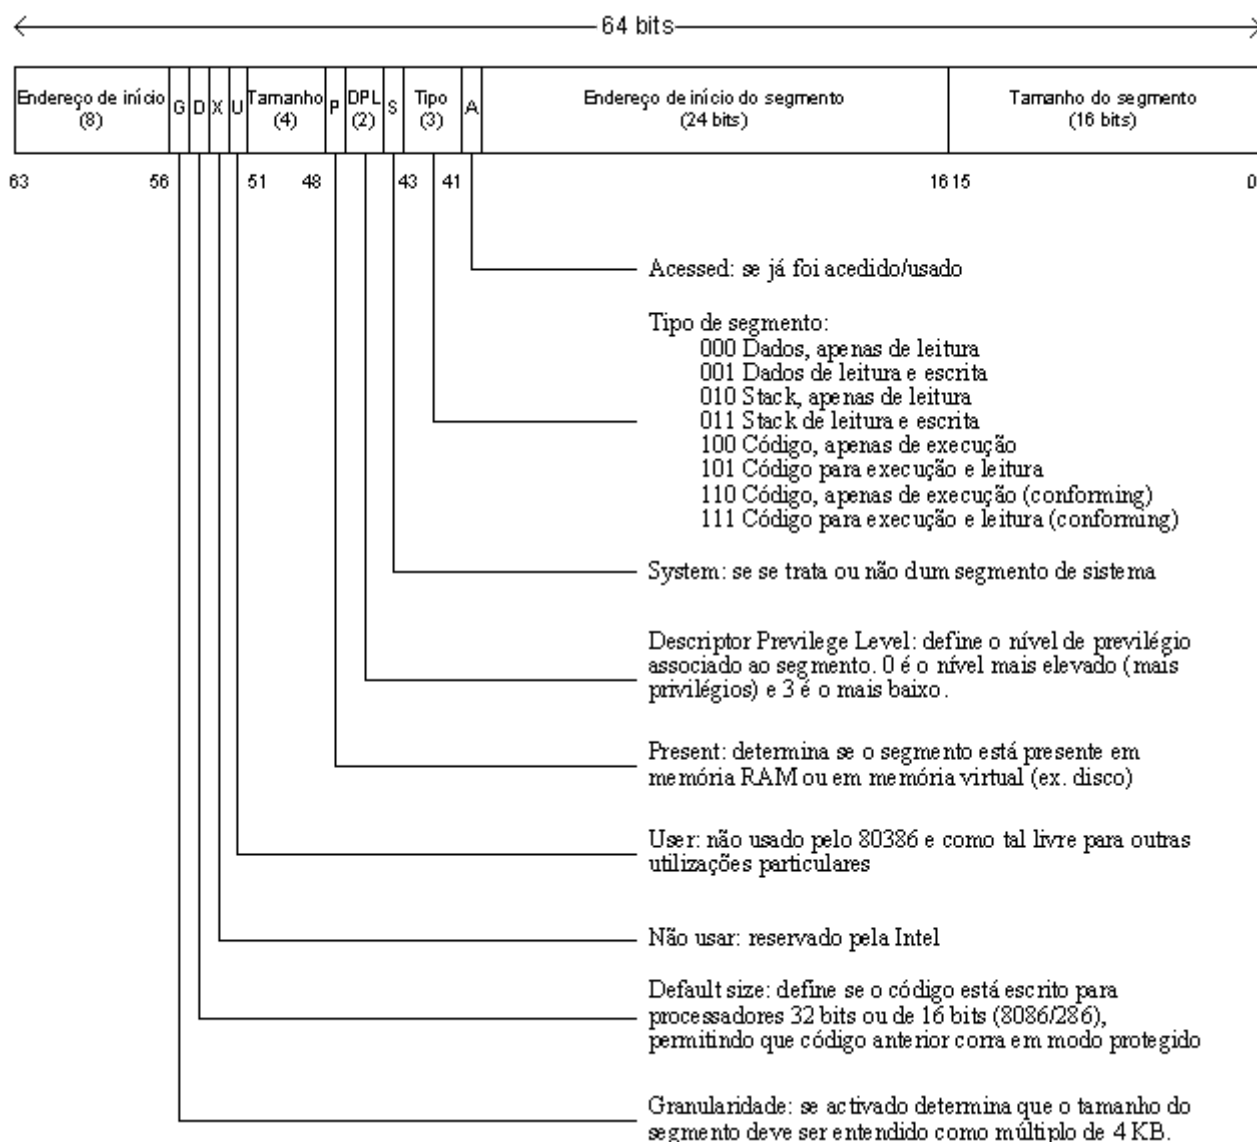 64 bits
Endereço de início G D X U Tamanho P DPL S Tipo A Endereço de início do segmento Tamanho do segmento
(8) (4) (2) (3) (24 bits) (16 bits)
63 56 51 48 43 41 16 15 0
Acessed: se já foi acedido/usado
Tipo de segmento:
000 Dados, apenas de leitura
001 Dados de leitura e escrita
010 Stack, apenas de leitura
011 Stack de leitura e escrita
100 Código, apenas de execução
101 Código para execução e leitura
110 Código, apenas de execução (conforming)
111 Código para execução e leitura (conforming)
System: se se trata ou não dum segmento de sistema
Descriptor Previlege Level: define o nível de previlégio
associado ao segmento. 0 é o nível mais elevado (mais
privilégios) e 3 é o mais baixo.
Present: determina se o segmento está presente em
memória RAM ou em memória virtual (ex. disco)
User: não usado pelo 80386 e como tal livre para outras
utilizações particulares
Não usar: reservado pela Intel
Default size: define se o código está escrito para
processadores 32 bits ou de 16 bits (8086/286),
permitindo que código anterior corra em modo protegido
Granularidade: se activado determina que o tamanho do
segmento deve ser entendido como múltiplo de 4 KB.